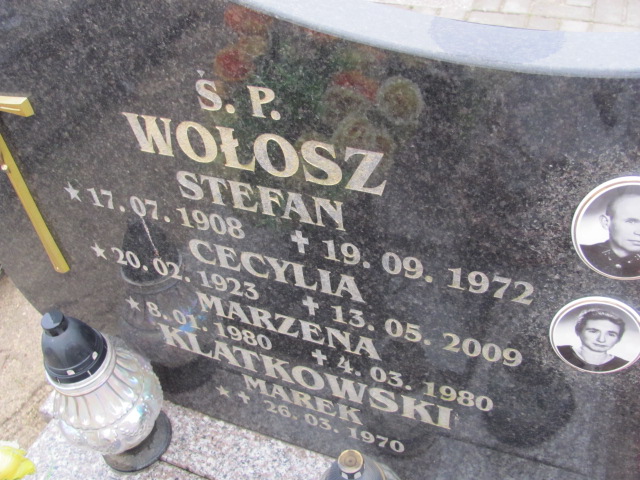 Ś. P.
WOŁOSZ
STEFAN
★ 17.07.1908 ✝ 19.09.1972
CECYLIA
★ 20.02.1923 ✝ 13.05.2009
MARZENA
★ 8.01.1980 ✝ 4.03.1980
KLATKOWSKI
MAREK
★ ✝ 26.03.1970